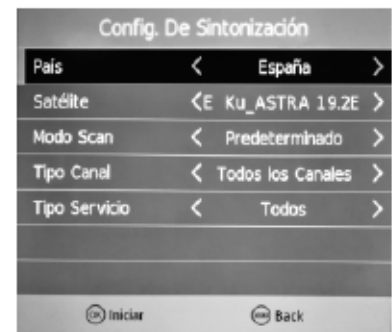 Config. De Sintonización
País < España >
Satélite <E Ku_ASTRA 19.2E >
Modo Scan < Predeterminado >
Tipo Canal < Todos los Canales >
Tipo Servicio < Todos >
OK Iniciar Back